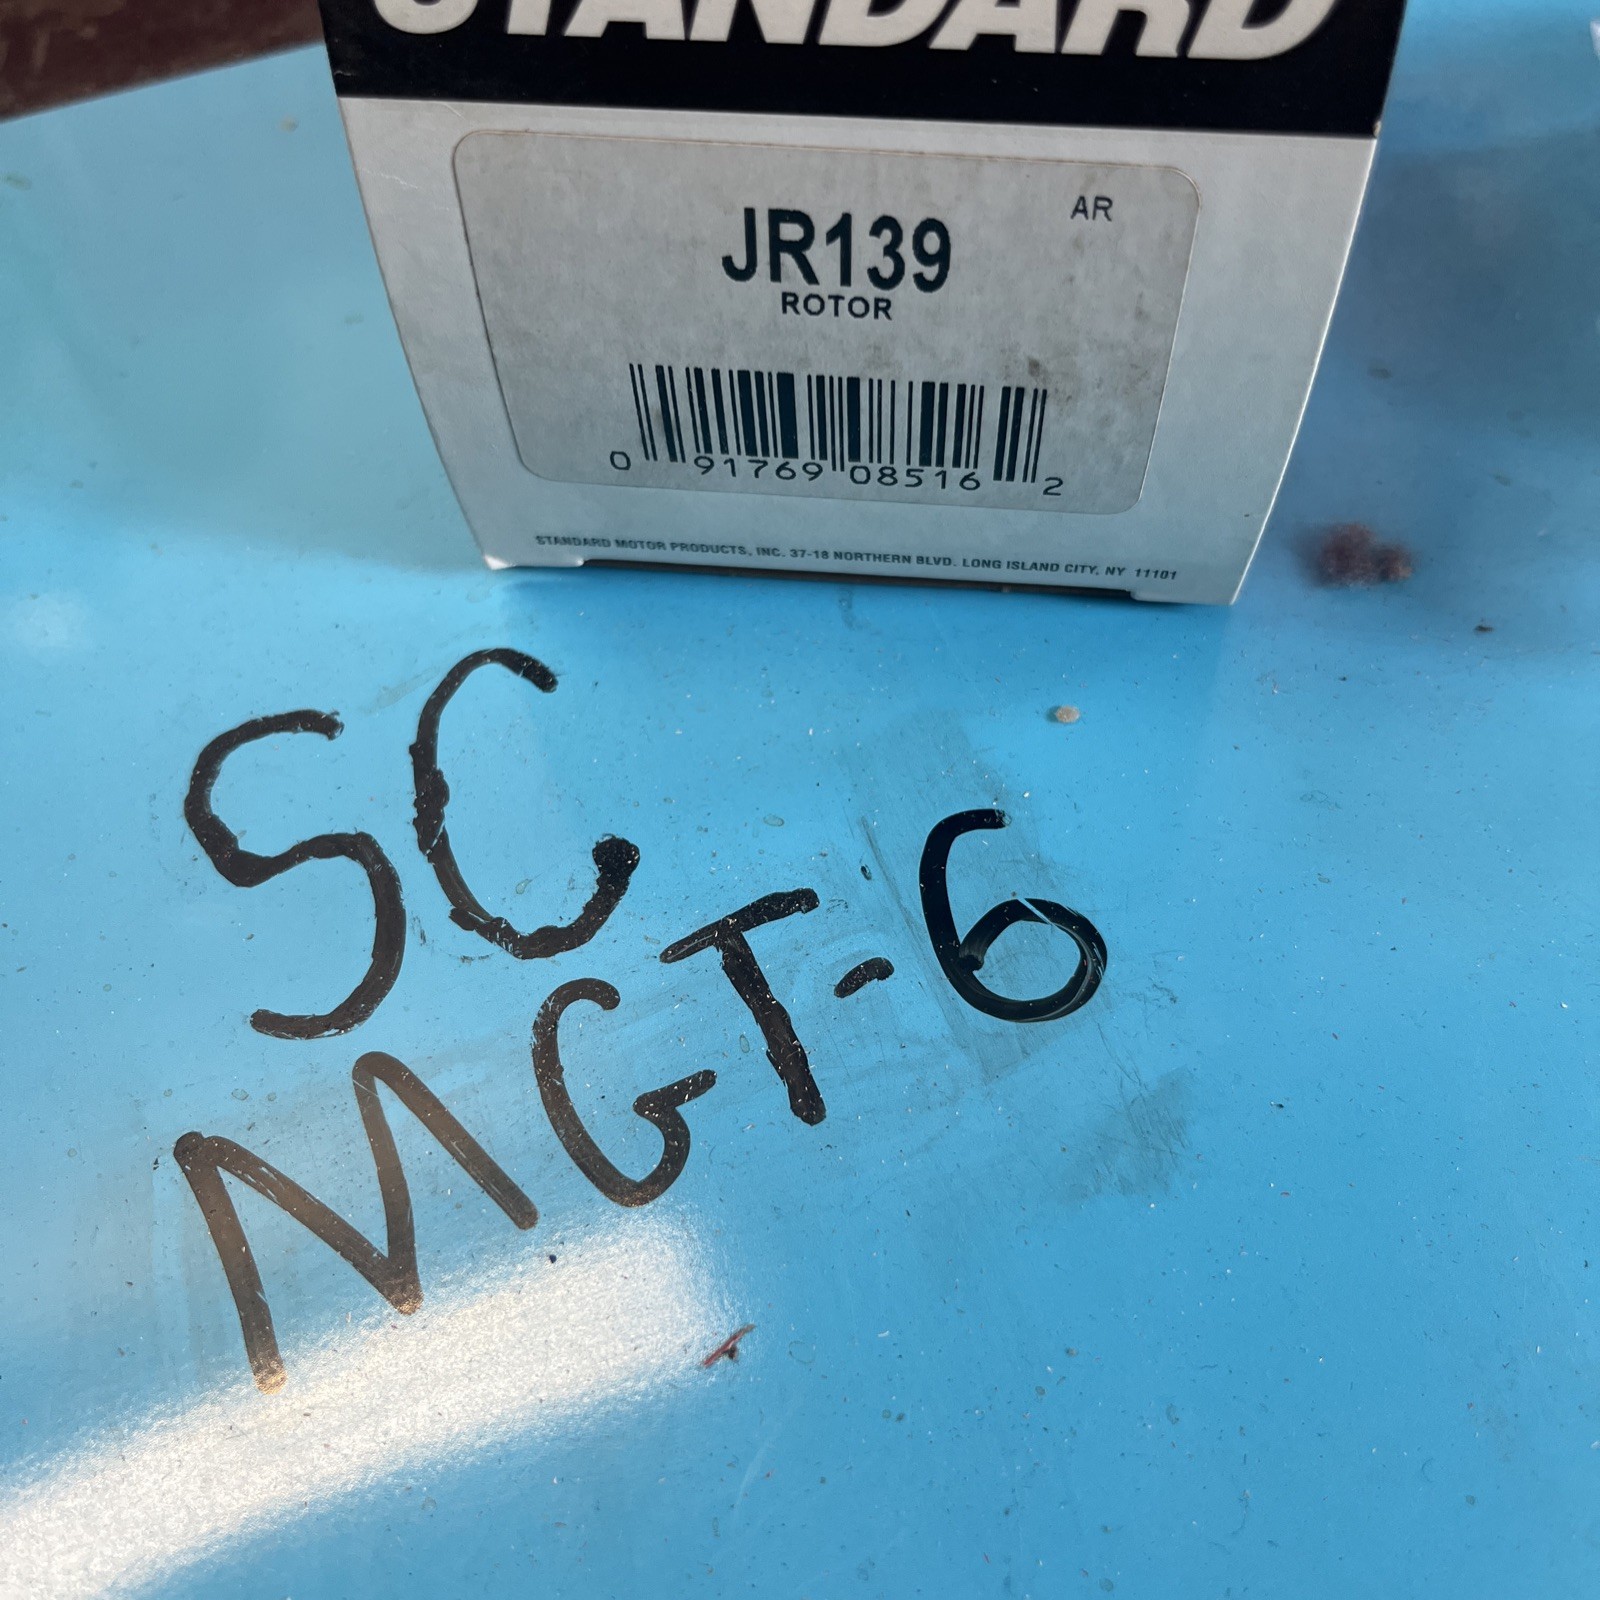 STANDARD
AR
JR139
ROTOR
0 91769 08516 2
STANDARD MOTOR PRODUCTS, INC. 37-18 NORTHERN BLVD. LONG ISLAND CITY, NY 11101
SC
MGT-6